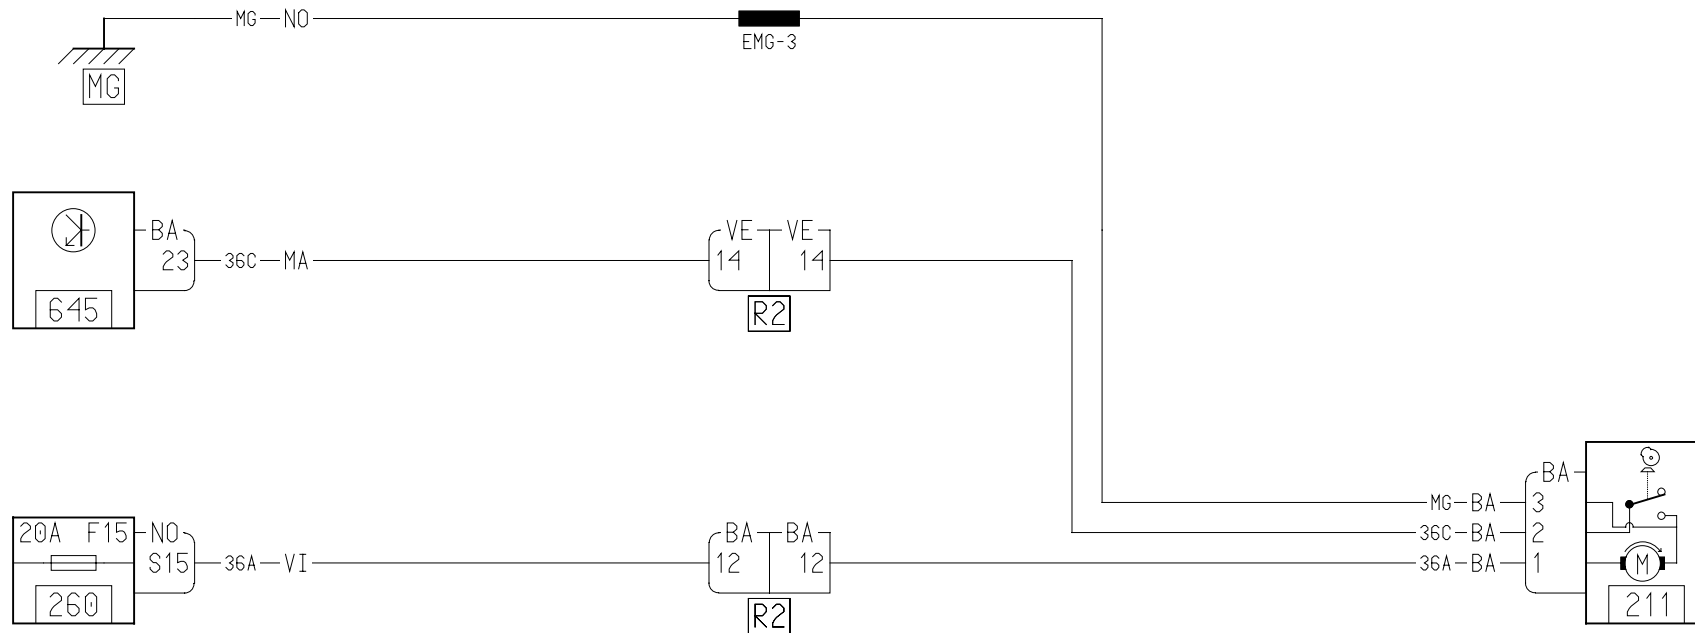 MG NO
EMG-3
MG
BA
23 36C MA
645
VE VE
14 14
R2
20A F15 NO
S15 36A VI
260
BA BA
12 12
R2
BA
MG BA 3
36C BA 2
36A BA 1
M
211